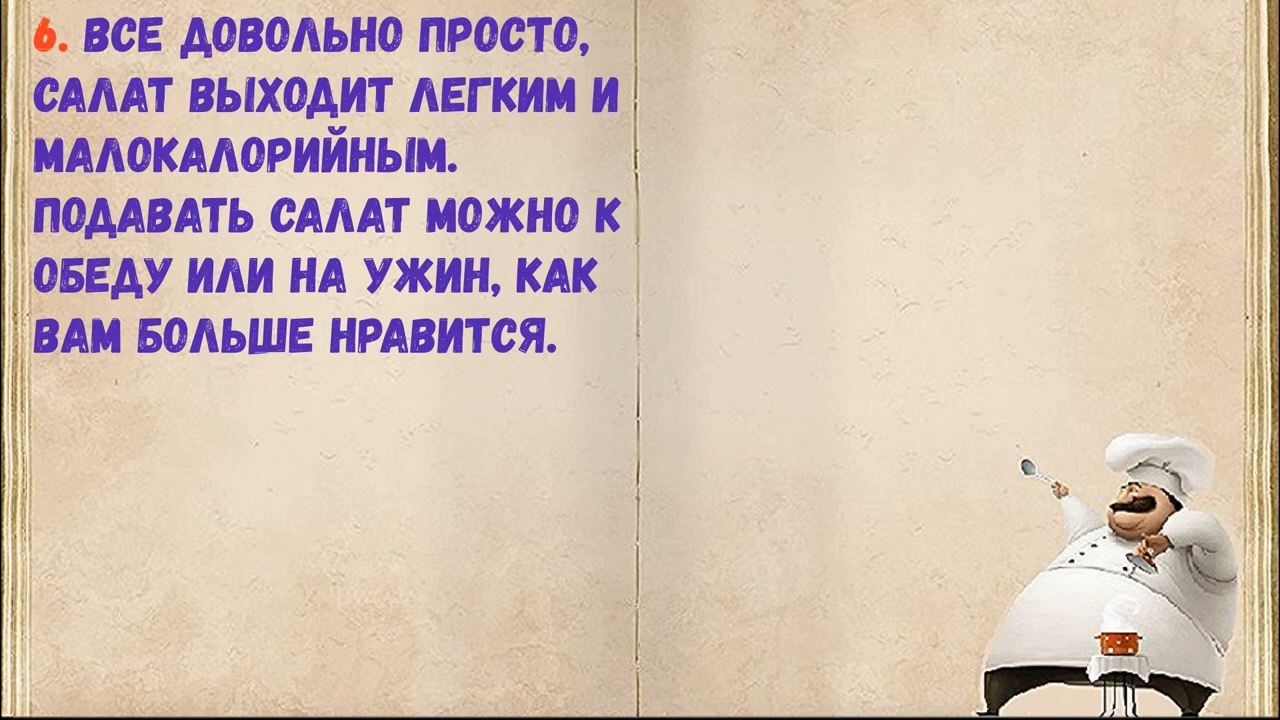 6. ВСЕ ДОВОЛЬНО ПРОСТО,
САЛАТ ВЫХОДИТ ЛЕГКИМ И
МАЛОКАЛОРИЙНЫМ.
ПОДАВАТЬ САЛАТ МОЖНО К
ОБЕДУ ИЛИ НА УЖИН, КАК
ВАМ БОЛЬШЕ НРАВИТСЯ.